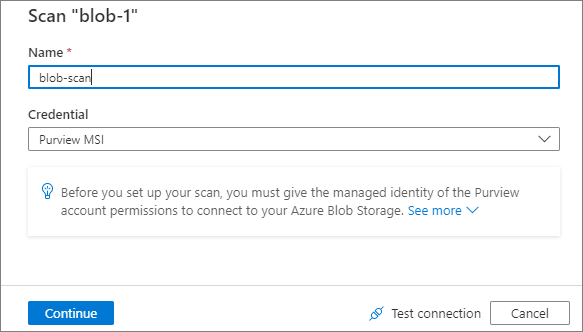 Scan "blob-1"
Name *
blob-scan
Credential
Purview MSI
Before you set up your scan, you must give the managed identity of the Purview
account permissions to connect to your Azure Blob Storage. See more
Continue
Test connection
Cancel